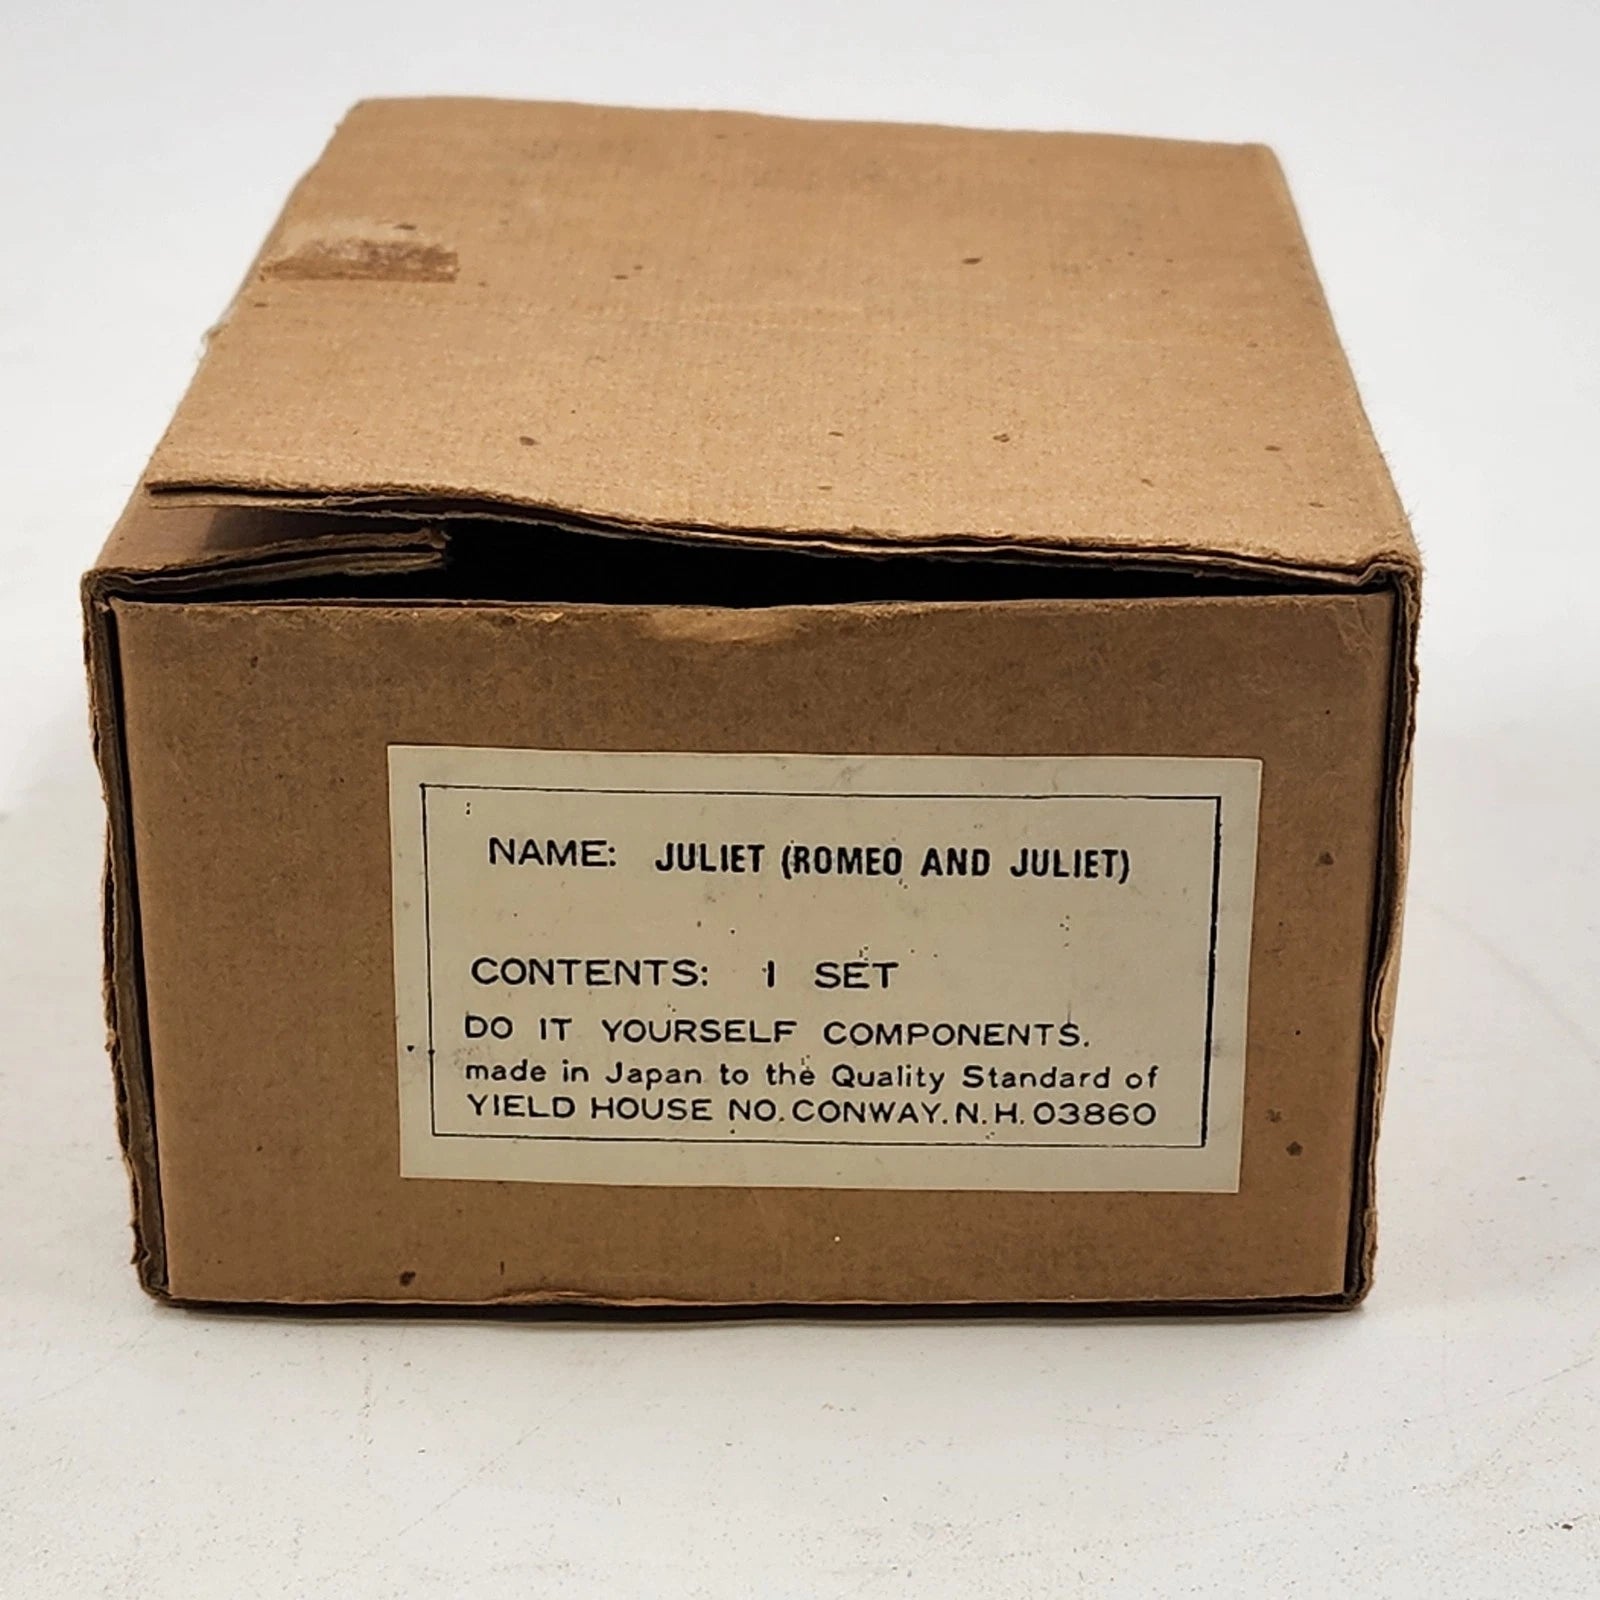 NAME: JULIET (ROMEO AND JULIET)
CONTENTS: 1 SET
DO IT YOURSELF COMPONENTS.
made in Japan to the Quality Standard of
YIELD HOUSE NO. CONWAY. N. H. 03860